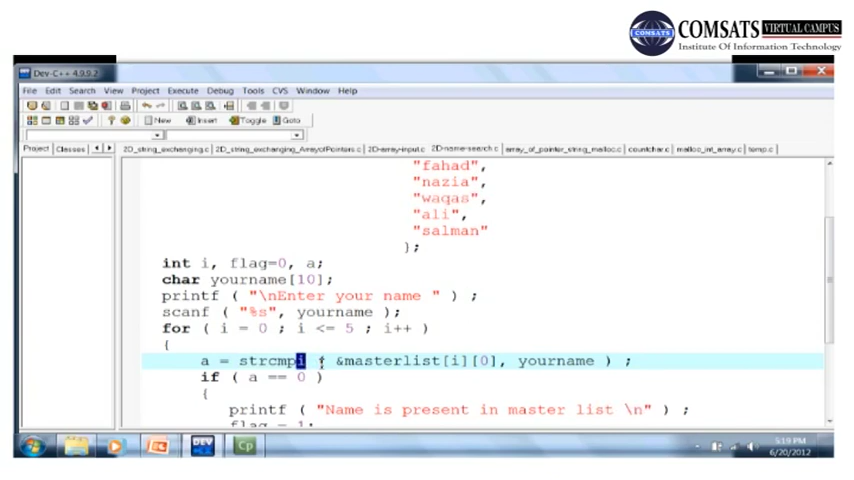 COMSATS VIRTUAL CAMPUS
Institute Of Information Technology
Dev-C++ 4.9.9.2
File Edit Search View Project Execute Debug Tools CVS Window Help
New Insert Toggle Goto
Project Classes 2D_string_exchanging.c 2D_string_exchanging_ArrayofPointers.c 2D-array-input.c 2D-name-search.c array_of_pointer_string_malloc.c countchar.c malloc_int_array.c temp.c
"fahad",
"nazia",
"waqas",
"ali",
"salman"
};
int i, flag=0, a;
char yourname[10];
printf ( "\nEnter your name " ) ;
scanf ( "%s", yourname );
for ( i = 0 ; i <= 5 ; i++ )
{
a = strcmpi ( &masterlist[i][0], yourname ) ;
if ( a == 0 )
{
printf ( "Name is present in master list \n" ) ;
flag = 1;
DEV Cp 5:19 PM
6/20/2012